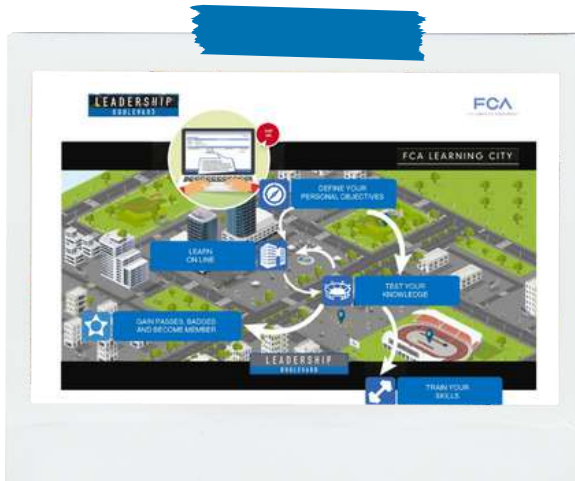 LEADERSHIP
BOULEVARD
FCA
FCA LEARNING CITY
DEFINE YOUR
PERSONAL OBJECTIVES
LEARN
ON LINE
TEST YOUR
KNOWLEDGE
GAIN PASSES, BADGES
AND BECOME MEMBER
LEADERSHIP
BOULEVARD
TRAIN YOUR
SKILLS